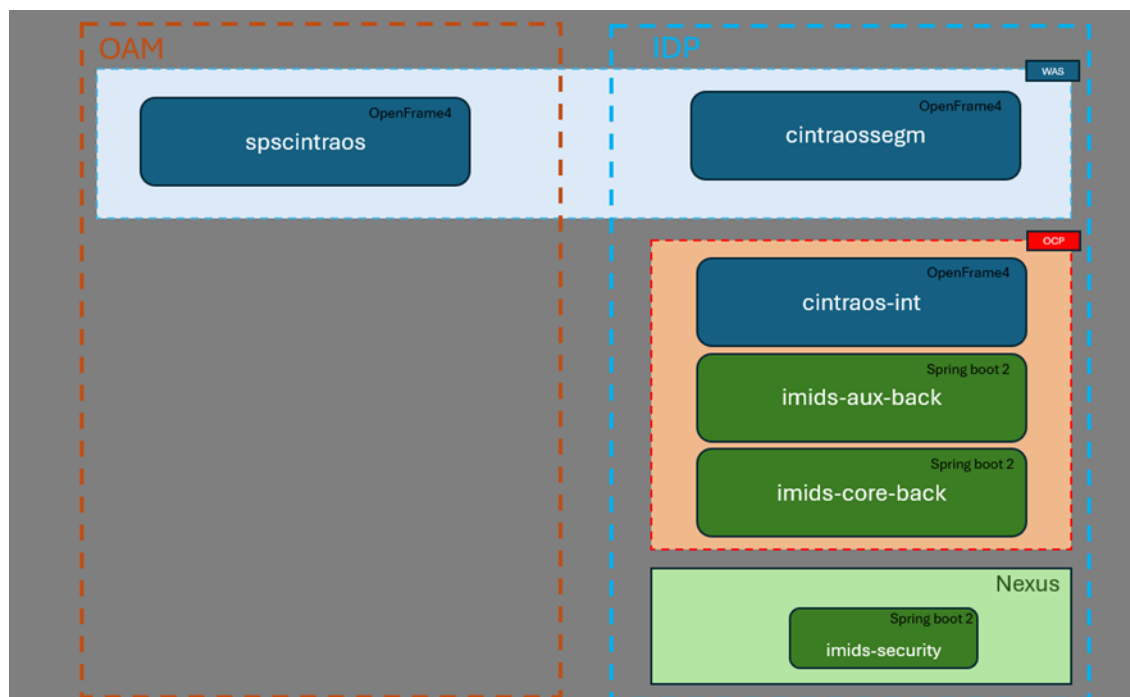 OAM
IDP
WAS
OpenFrame4
spscintraos
OpenFrame4
cintraossegm
OCP
OpenFrame4
cintraos-int
Spring boot 2
imids-aux-back
Spring boot 2
imids-core-back
Nexus
Spring boot 2
imids-security